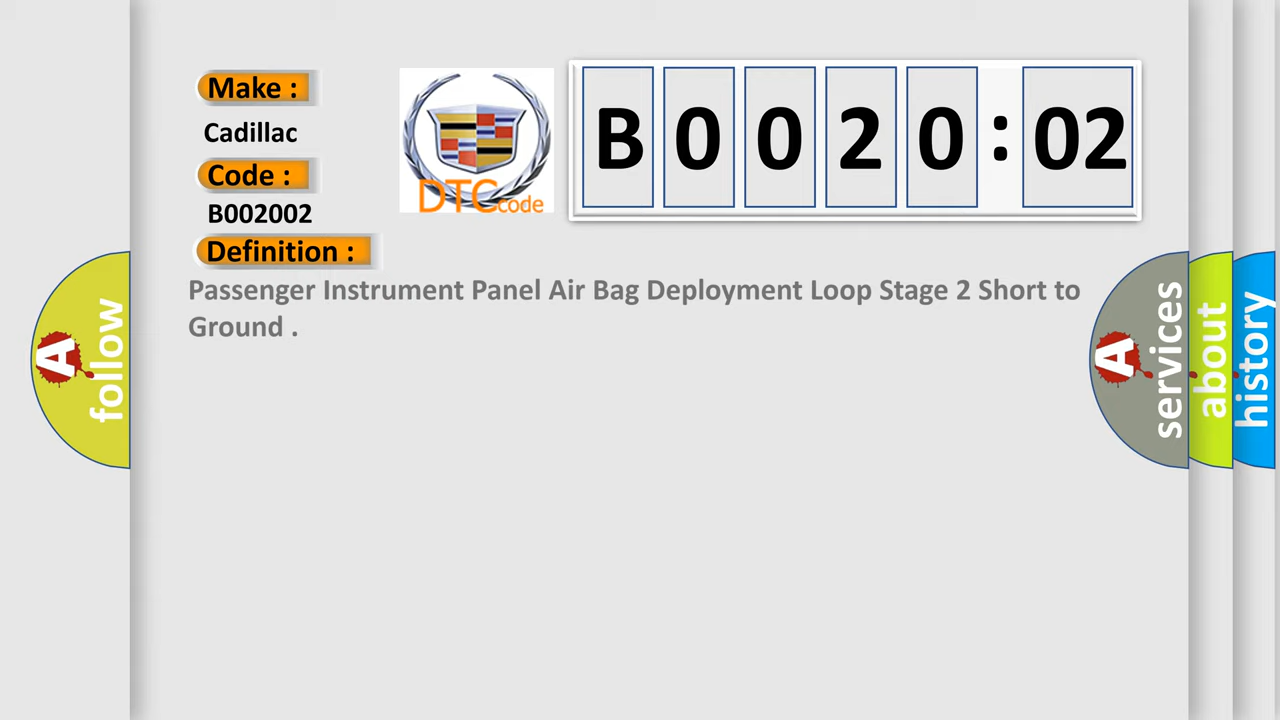 Make :
Cadillac
Code :
B002002
Definition :
Passenger Instrument Panel Air Bag Deployment Loop Stage 2 Short to
Ground .
DTC code
B 0 0 2 0 : 02
A follow
A services
about
history